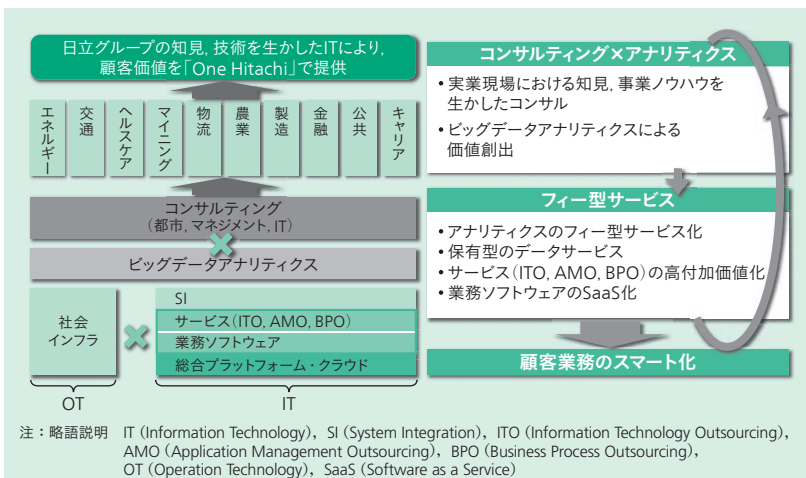 日立グループの知見, 技術を生かしたITにより,
顧客価値を「One Hitachi」で提供
エネルギー
交通
ヘルスケア
マイニング
物流
農業
製造
金融
公共
キャリア
コンサルティング
(都市, マネジメント, IT)
ビッグデータアナリティクス
社会
インフラ
SI
サービス(ITO, AMO, BPO)
業務ソフトウェア
総合プラットフォーム・クラウド
OT
IT
コンサルティング×アナリティクス
・実業現場における知見, 事業ノウハウを
生かしたコンサル
・ビッグデータアナリティクスによる
価値創出
フィー型サービス
・アナリティクスのフィー型サービス化
・保有型のデータサービス
・サービス(ITO, AMO, BPO)の高付加価値化
・業務ソフトウェアのSaaS化
顧客業務のスマート化
注:略語説明 IT (Information Technology), SI (System Integration), ITO (Information Technology Outsourcing),
AMO (Application Management Outsourcing), BPO (Business Process Outsourcing),
OT (Operation Technology), SaaS (Software as a Service)